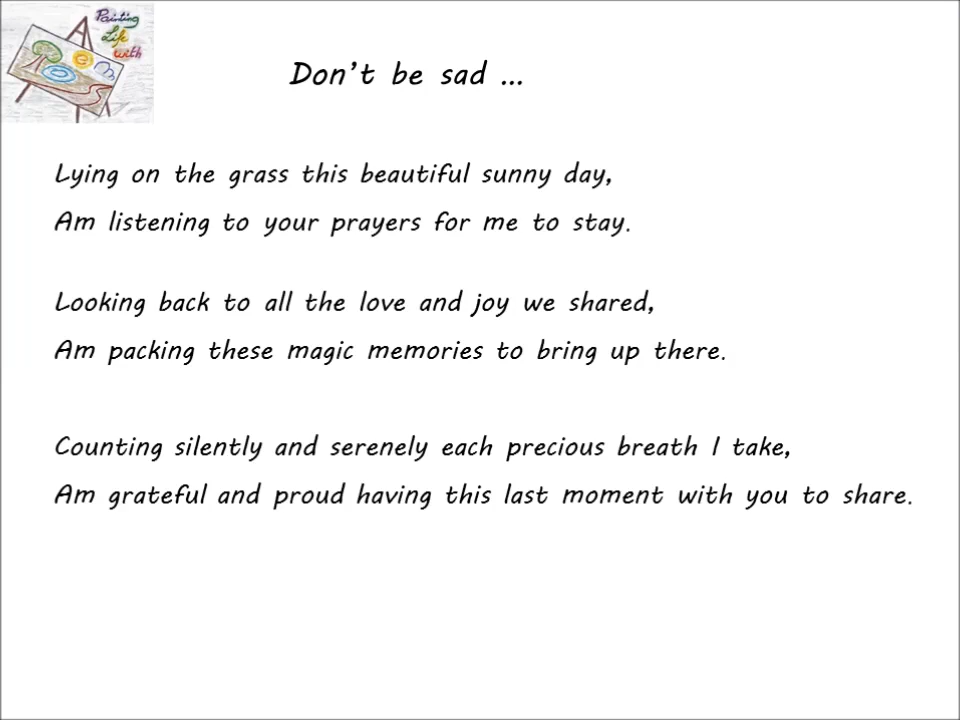 Painting
Life
with
Don't be sad ...
Lying on the grass this beautiful sunny day,
Am listening to your prayers for me to stay.
Looking back to all the love and joy we shared,
Am packing these magic memories to bring up there.
Counting silently and serenely each precious breath I take,
Am grateful and proud having this last moment with you to share.